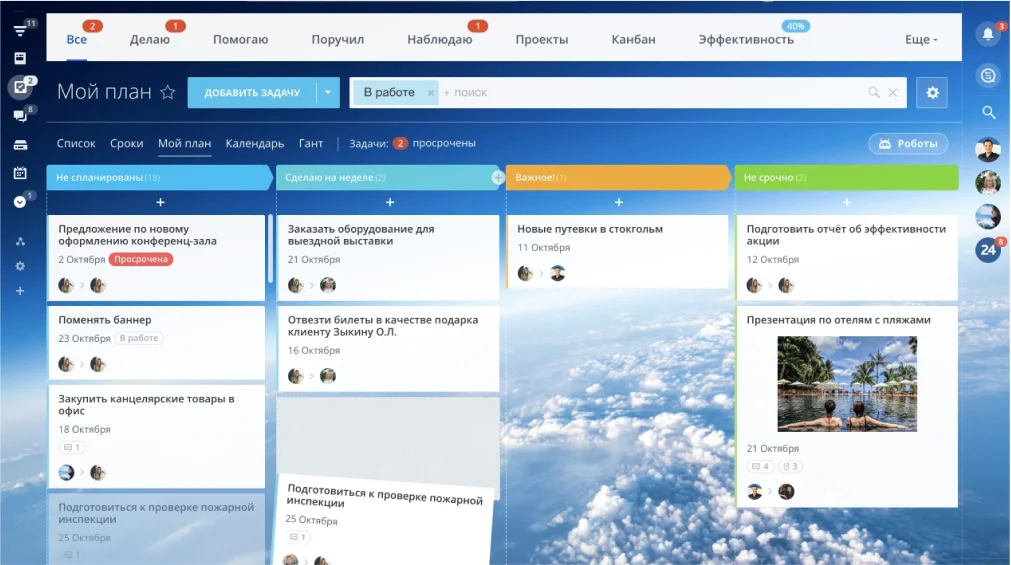 11
2
8
1
2
1
1
40%
Все
Делаю
Помогаю
Поручил
Наблюдаю
Проекты
Канбан
Эффективность
Еще
3
Мой план
ДОБАВИТЬ ЗАДАЧУ
В работе ×
+ поиск
Список
Сроки
Мой план
Календарь
Гант
Задачи: 2 просрочены
Роботы
Не спланированы (18)
+
Предложение по новому
оформлению конференц-зала
2 Октября Просрочена
Поменять баннер
23 Октября В работе
Закупить канцелярские товары в
офис
18 Октября
1
Подготовиться к проверке пожарной
инспекции
25 Октября
1
Сделаю на неделе (2)
+
Заказать оборудование для
выездной выставки
21 Октября
Отвезти билеты в качестве подарка
клиенту Зыкину О.Л.
16 Октября
Подготовиться к проверке пожарной
инспекции
25 Октября
1
Важное! (1)
+
Новые путевки в стокгольм
11 Октября
Не срочно (2)
+
Подготовить отчёт об эффективности
акции
12 Октября
Презентация по отелям с пляжами
21 Октября
4 3
24
8